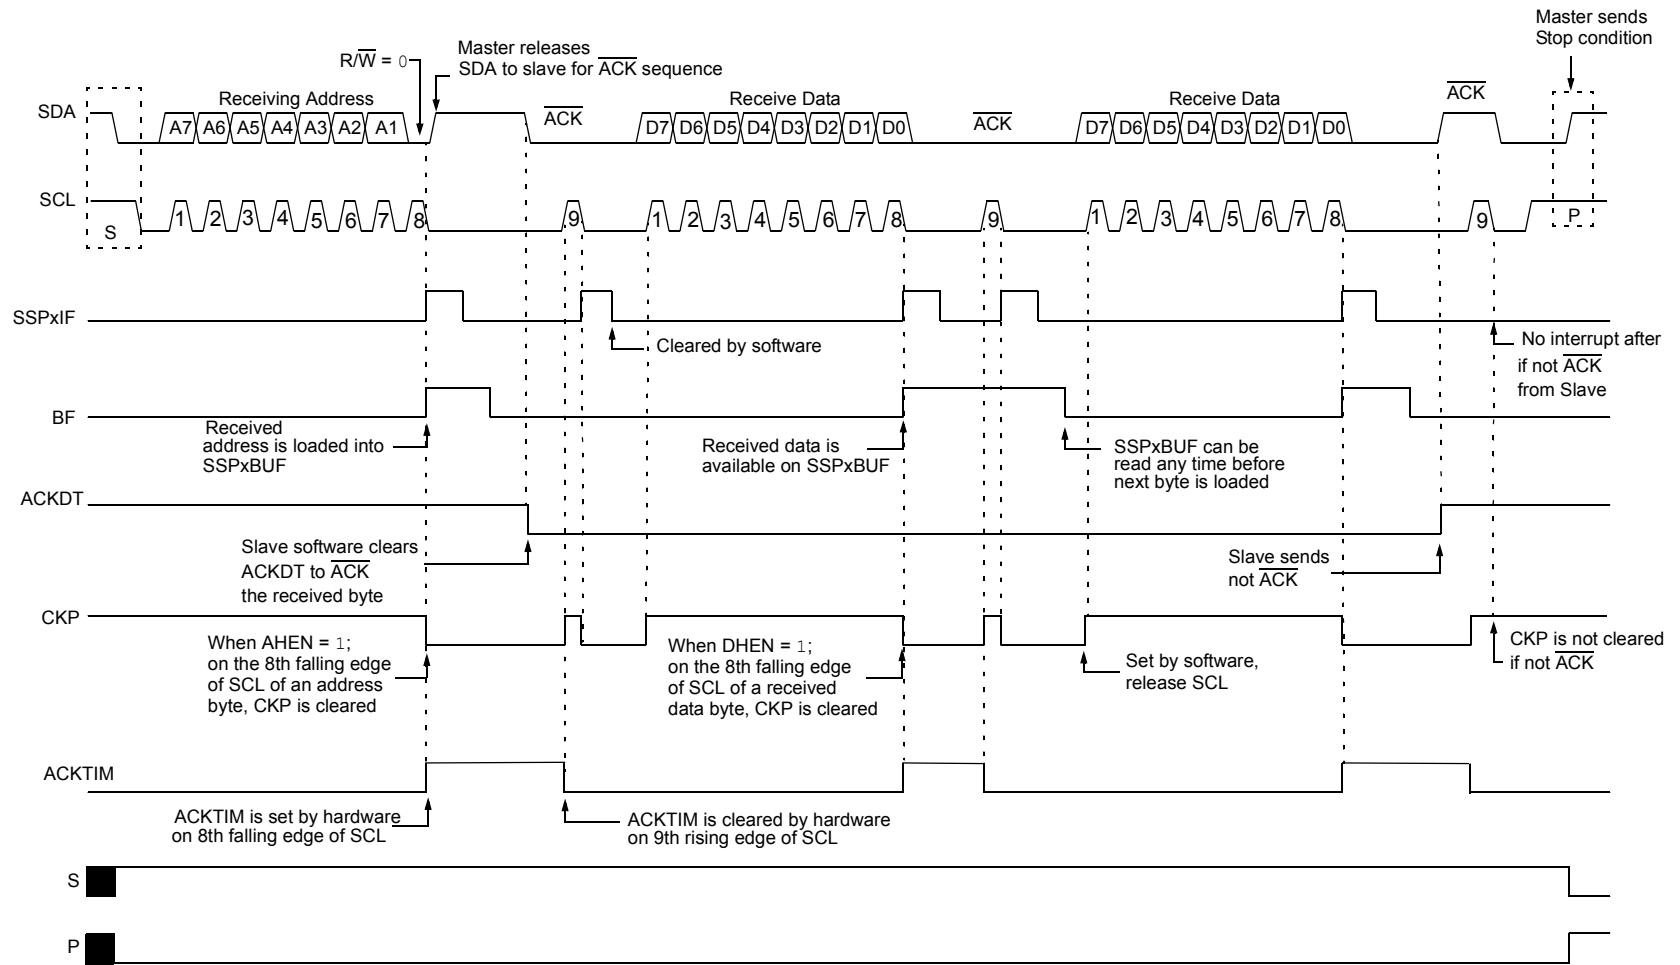 Master sends
Stop condition
Master releases
SDA to slave for ACK sequence
R/W = 0
SDA
Receiving Address
ACK
Receive Data
ACK
Receive Data
ACK
A7 A6 A5 A4 A3 A2 A1
D7 D6 D5 D4 D3 D2 D1 D0
D7 D6 D5 D4 D3 D2 D1 D0
SCL
S
1 2 3 4 5 6 7 8 9
1 2 3 4 5 6 7 8 9
1 2 3 4 5 6 7 8 9
P
SSPxIF
Cleared by software
No interrupt after
if not ACK
from Slave
BF
Received
address is loaded into
SSPxBUF
Received data is
available on SSPxBUF
SSPxBUF can be
read any time before
next byte is loaded
ACKDT
Slave software clears
ACKDT to ACK
the received byte
Slave sends
not ACK
CKP
When AHEN = 1;
on the 8th falling edge
of SCL of an address
byte, CKP is cleared
When DHEN = 1;
on the 8th falling edge
of SCL of a received
data byte, CKP is cleared
Set by software,
release SCL
CKP is not cleared
if not ACK
ACKTIM
ACKTIM is set by hardware
on 8th falling edge of SCL
ACKTIM is cleared by hardware
on 9th rising edge of SCL
S
P